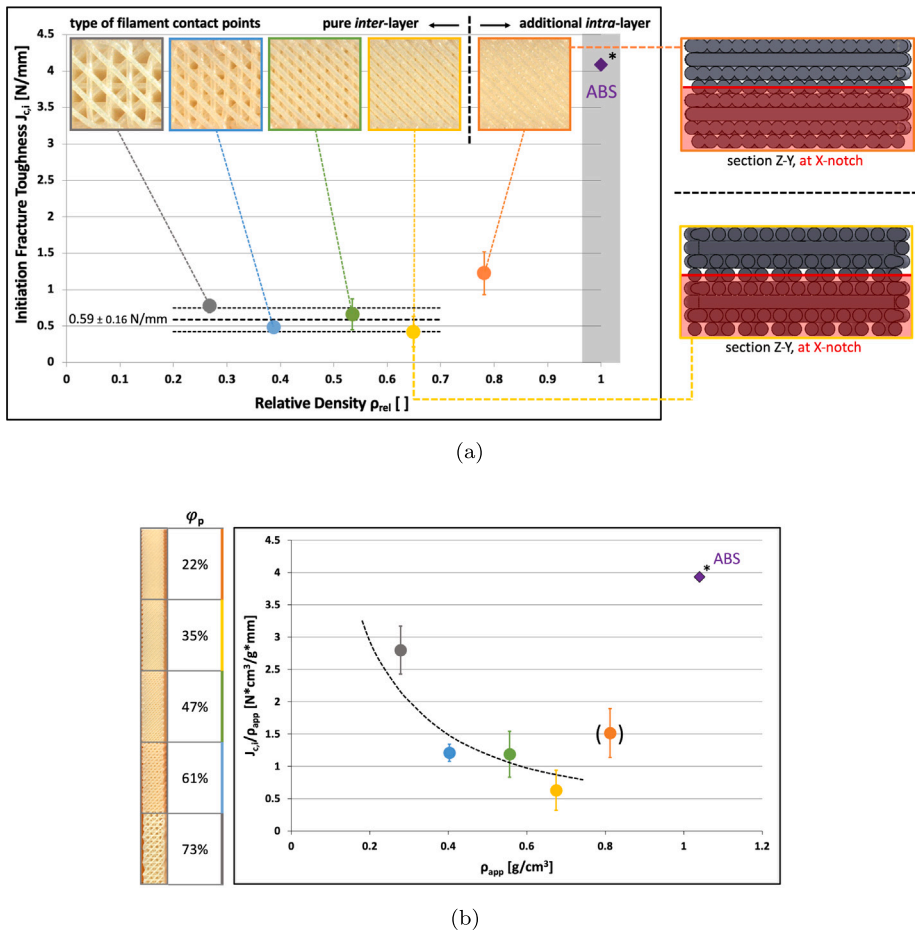 type of filament contact points
pure inter-layer
additional intra-layer
Initiation Fracture Toughness Jc,i [N/mm]
4.5
4
3.5
3
2.5
2
1.5
1
0.5
0
*
ABS
0.59 ± 0.16 N/mm
0 0.1 0.2 0.3 0.4 0.5 0.6 0.7 0.8 0.9 1
Relative Density ρrel [ ]
section Z-Y, at X-notch
section Z-Y, at X-notch
(a)
φp
22%
35%
47%
61%
73%
Jc,i/ρapp [N*cm³/g*mm]
4.5
4
3.5
3
2.5
2
1.5
1
0.5
0
* ABS
( )
0 0.2 0.4 0.6 0.8 1 1.2
ρapp [g/cm³]
(b)